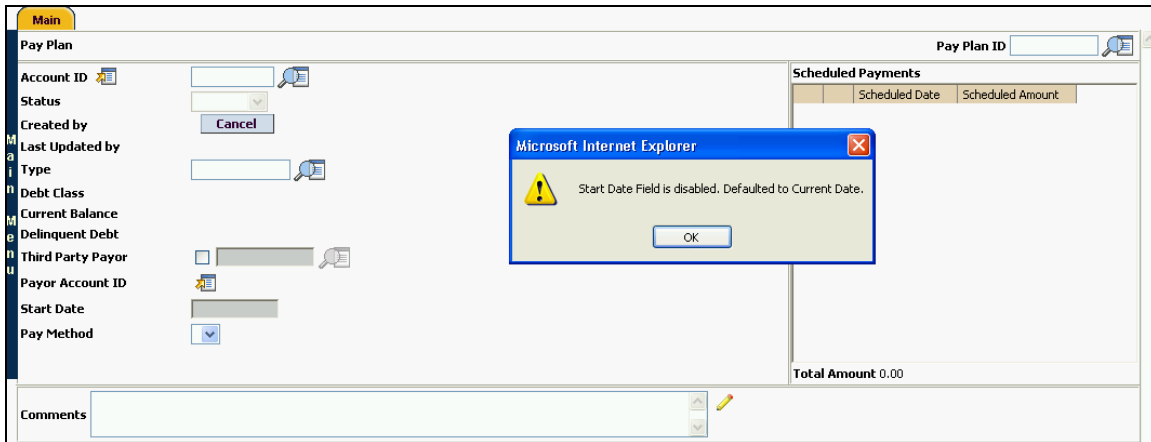 Main
Pay Plan
Pay Plan ID
Account ID
Status
Created by
Cancel
Last Updated by
Type
Debt Class
Current Balance
Delinquent Debt
Third Party Payor
Payor Account ID
Start Date
Pay Method
Main Menu
Microsoft Internet Explorer
Start Date Field is disabled. Defaulted to Current Date.
OK
Scheduled Payments
Scheduled Date Scheduled Amount
Total Amount 0.00
Comments